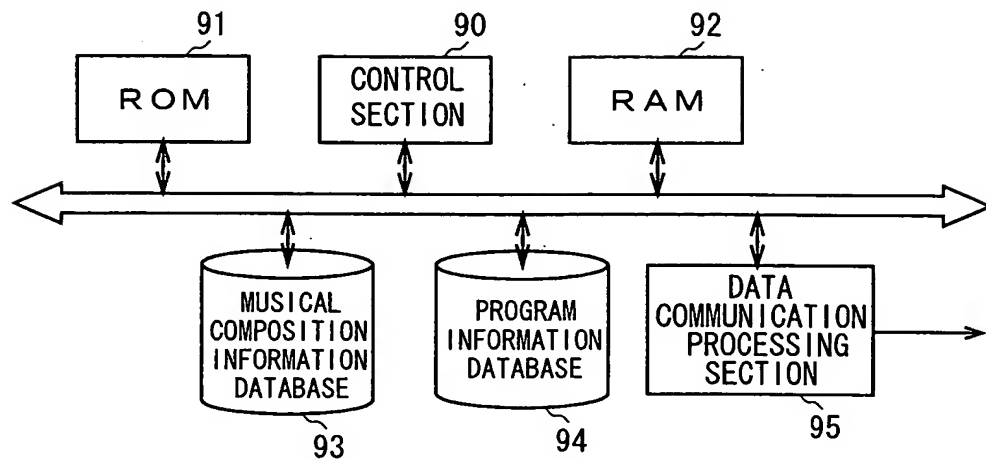 91
90
92
ROM
CONTROL
SECTION
RAM
MUSICAL
COMPOSITION
INFORMATION
DATABASE
PROGRAM
INFORMATION
DATABASE
DATA
COMMUNICATION
PROCESSING
SECTION
93
94
95